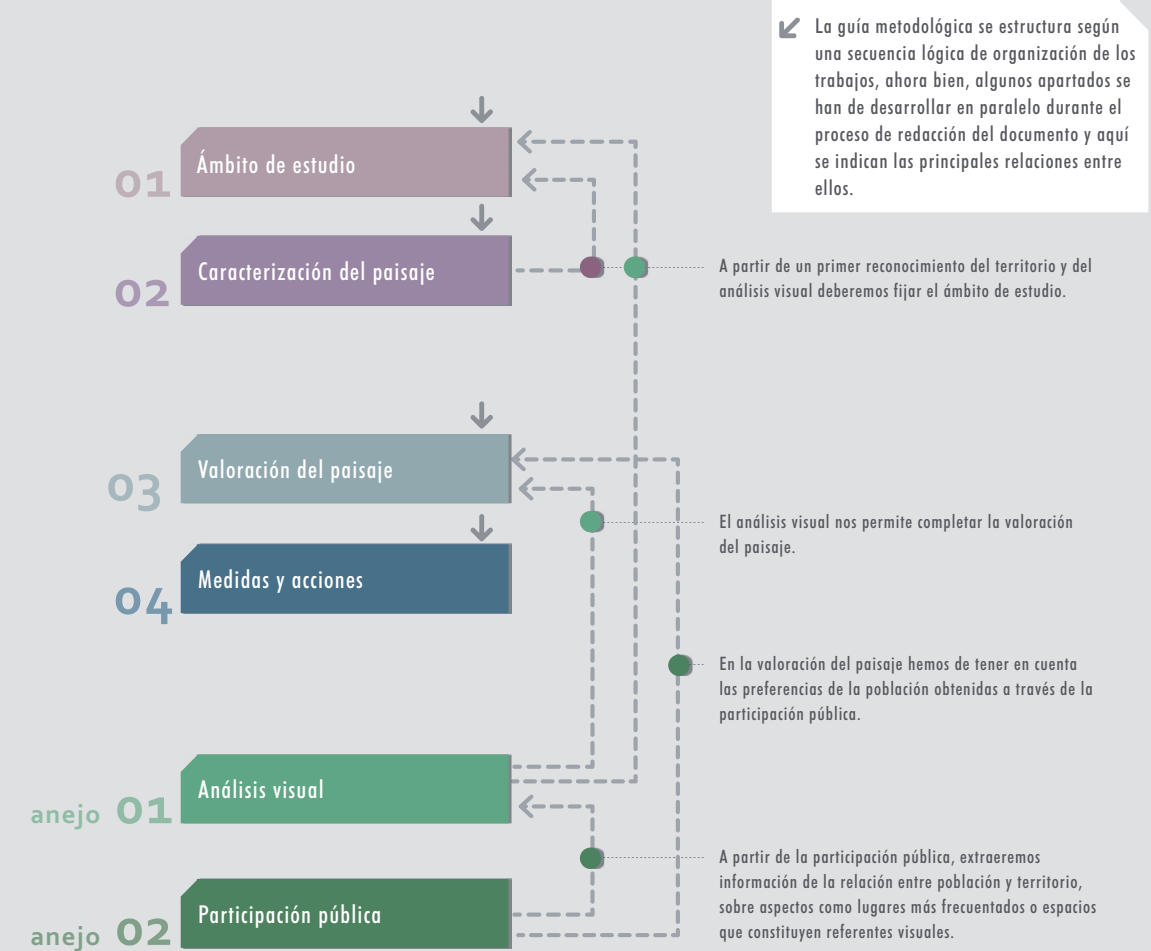 La guía metodológica se estructura según
una secuencia lógica de organización de los
trabajos, ahora bien, algunos apartados se
han de desarrollar en paralelo durante el
proceso de redacción del documento y aquí
se indican las principales relaciones entre
ellos.
01 Ámbito de estudio
02 Caracterización del paisaje
A partir de un primer reconocimiento del territorio y del
análisis visual deberemos fijar el ámbito de estudio.
03 Valoración del paisaje
El análisis visual nos permite completar la valoración
del paisaje.
04 Medidas y acciones
En la valoración del paisaje hemos de tener en cuenta
las preferencias de la población obtenidas a través de la
participación pública.
anejo 01 Análisis visual
A partir de la participación pública, extraeremos
información de la relación entre población y territorio,
sobre aspectos como lugares más frecuentados o espacios
que constituyen referentes visuales.
anejo 02 Participación pública